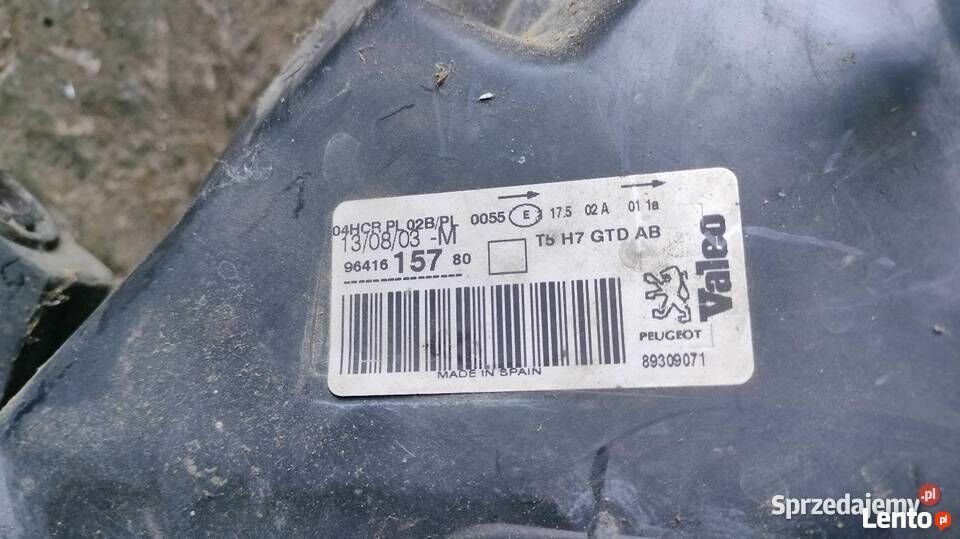 04HCR PL 02B/PL 0055 E 17.5 02 A 01 1a
13/08/03 -M
T5 H7 GTD AB
96416 157 80
Valeo
PEUGEOT
89309071
MADE IN SPAIN
Sprzedajemy.pl
Lento.pl